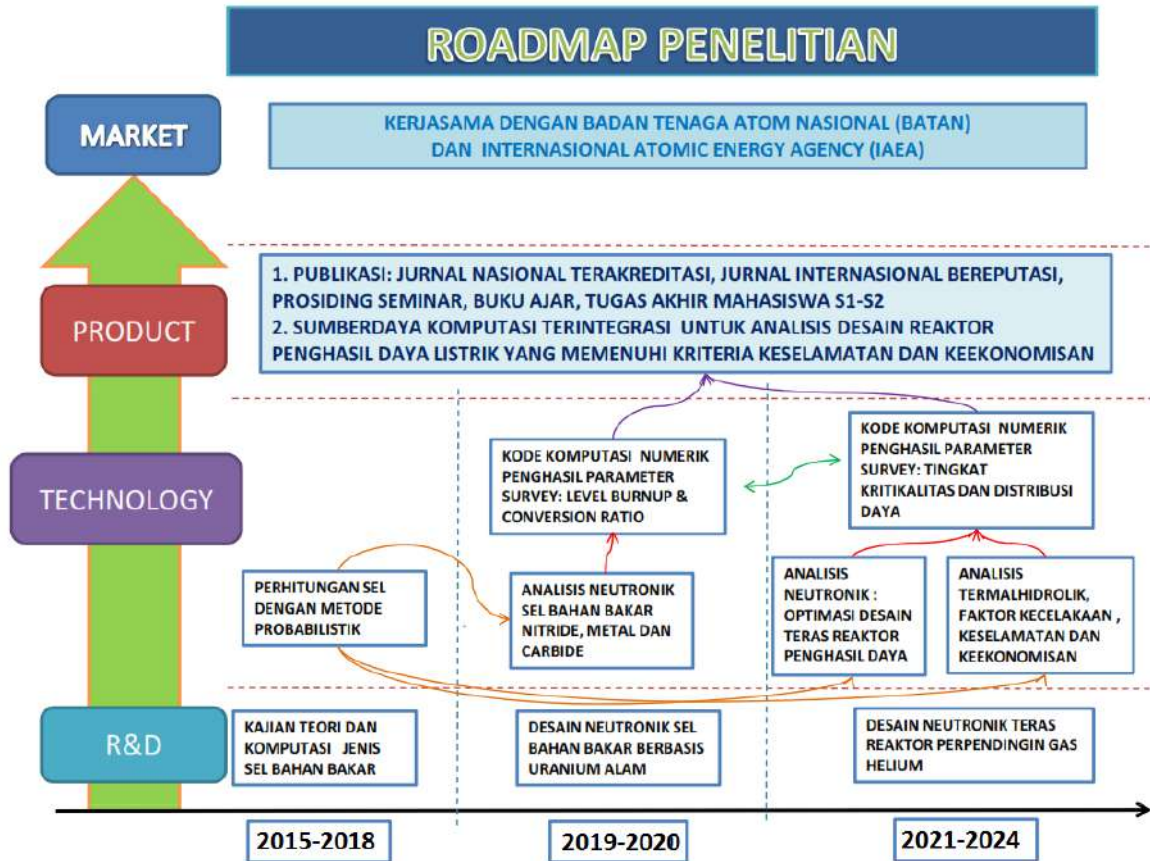 ROADMAP PENELITIAN
MARKET
KERJASAMA DENGAN BADAN TENAGA ATOM NASIONAL (BATAN)
DAN INTERNASIONAL ATOMIC ENERGY AGENCY (IAEA)
PRODUCT
1. PUBLIKASI: JURNAL NASIONAL TERAKREDITASI, JURNAL INTERNASIONAL BEREPUTASI,
PROSIDING SEMINAR, BUKU AJAR, TUGAS AKHIR MAHASISWA S1-S2
2. SUMBERDAYA KOMPUTASI TERINTEGRASI UNTUK ANALISIS DESAIN REAKTOR
PENGHASIL DAYA LISTRIK YANG MEMENUHI KRITERIA KESELAMATAN DAN KEEKONOMISAN
TECHNOLOGY
KODE KOMPUTASI NUMERIK
PENGHASIL PARAMETER
SURVEY: LEVEL BURNUP &
CONVERSION RATIO
KODE KOMPUTASI NUMERIK
PENGHASIL PARAMETER
SURVEY: TINGKAT
KRITIKALITAS DAN DISTRIBUSI
DAYA
PERHITUNGAN SEL
DENGAN METODE
PROBABILISTIK
ANALISIS NEUTRONIK
SEL BAHAN BAKAR
NITRIDE, METAL DAN
CARBIDE
ANALISIS
NEUTRONIK :
OPTIMASI DESAIN
TERAS REAKTOR
PENGHASIL DAYA
ANALISIS
TERMALHIDROLIK,
FAKTOR KECELAKAAN ,
KESELAMATAN DAN
KEEKONOMISAN
R&D
KAJIAN TEORI DAN
KOMPUTASI JENIS
SEL BAHAN BAKAR
DESAIN NEUTRONIK SEL
BAHAN BAKAR BERBASIS
URANIUM ALAM
DESAIN NEUTRONIK TERAS
REAKTOR PERPENDINGIN GAS
HELIUM
2015-2018
2019-2020
2021-2024